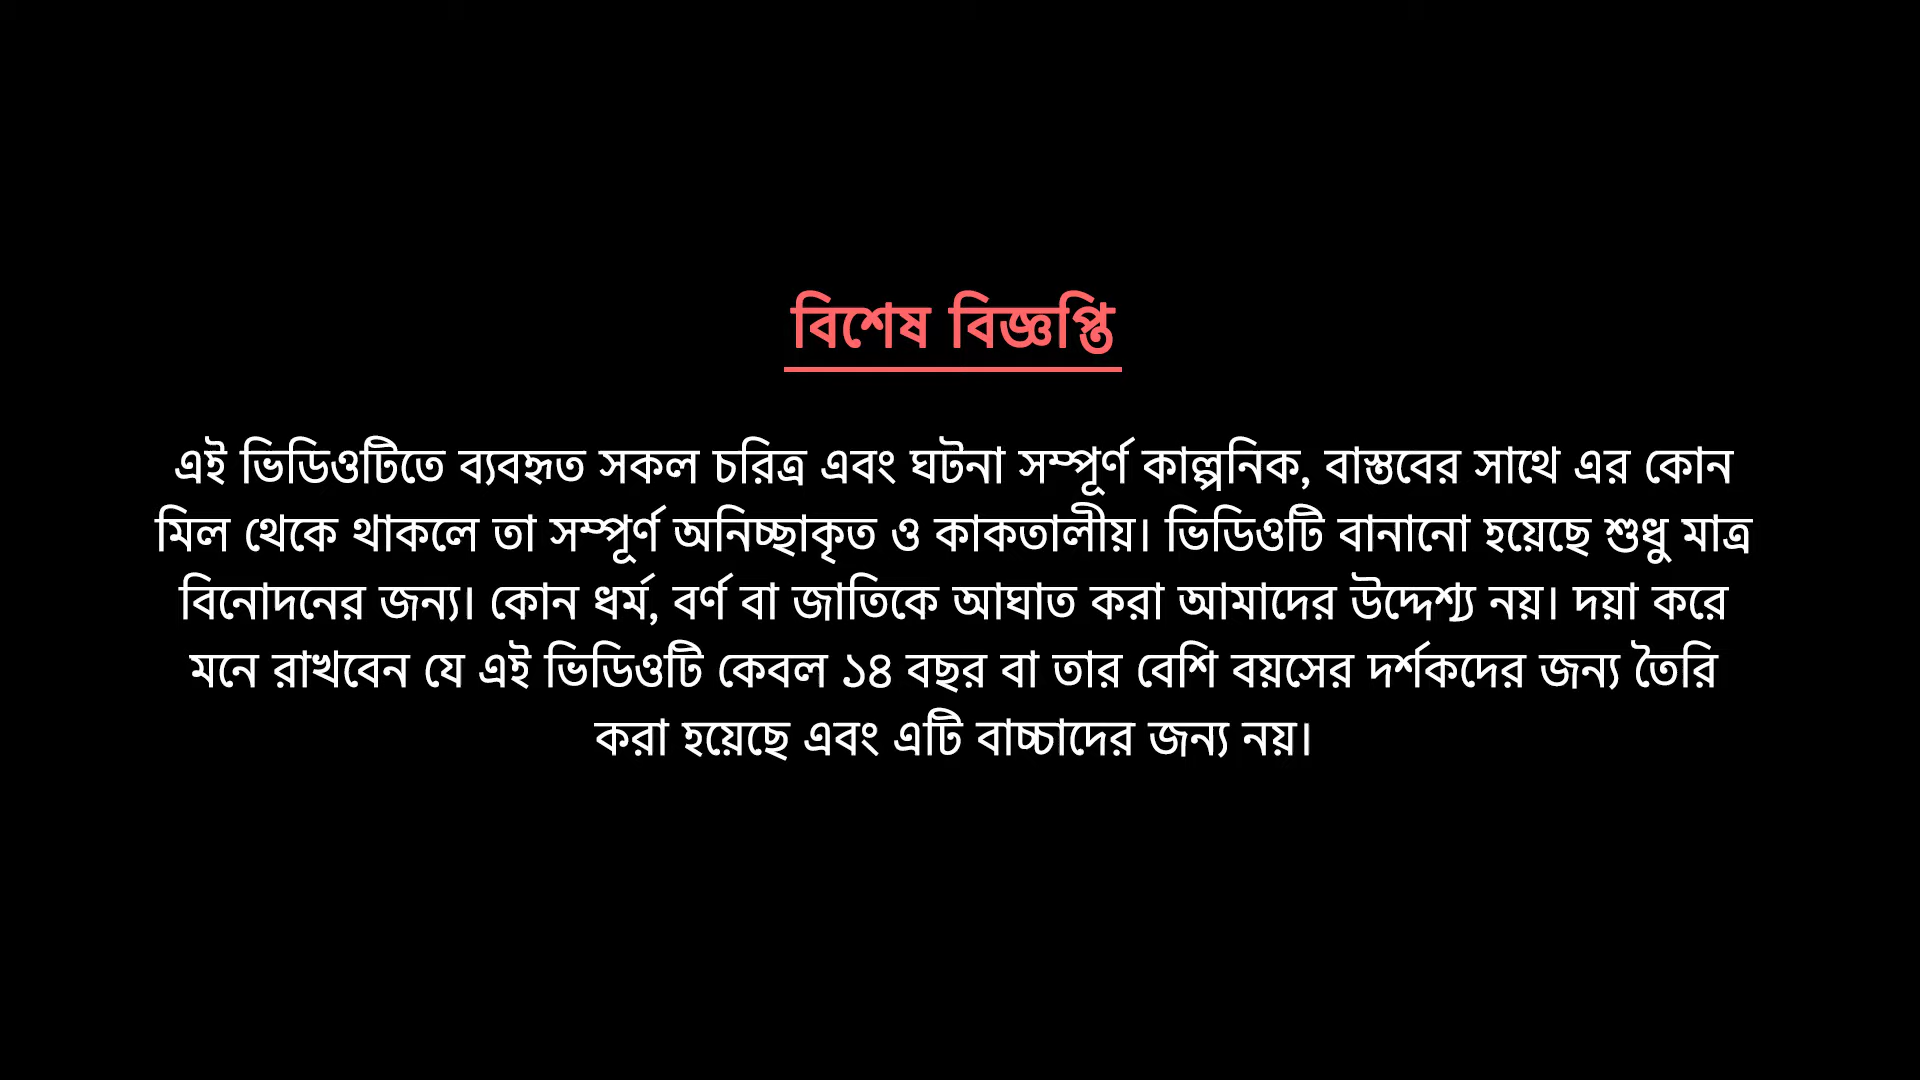 বিশেষ বিজ্ঞপ্তি
এই ভিডিওটিতে ব্যবহৃত সকল চরিত্র এবং ঘটনা সম্পূর্ণ কাল্পনিক, বাস্তবের সাথে এর কোন
মিল থেকে থাকলে তা সম্পূর্ণ অনিচ্ছাকৃত ও কাকতালীয়। ভিডিওটি বানানো হয়েছে শুধু মাত্র
বিনোদনের জন্য। কোন ধর্ম, বর্ণ বা জাতিকে আঘাত করা আমাদের উদ্দেশ্য নয়। দয়া করে
মনে রাখবেন যে এই ভিডিওটি কেবল ১৪ বছর বা তার বেশি বয়সের দর্শকদের জন্য তৈরি
করা হয়েছে এবং এটি বাচ্চাদের জন্য নয়।